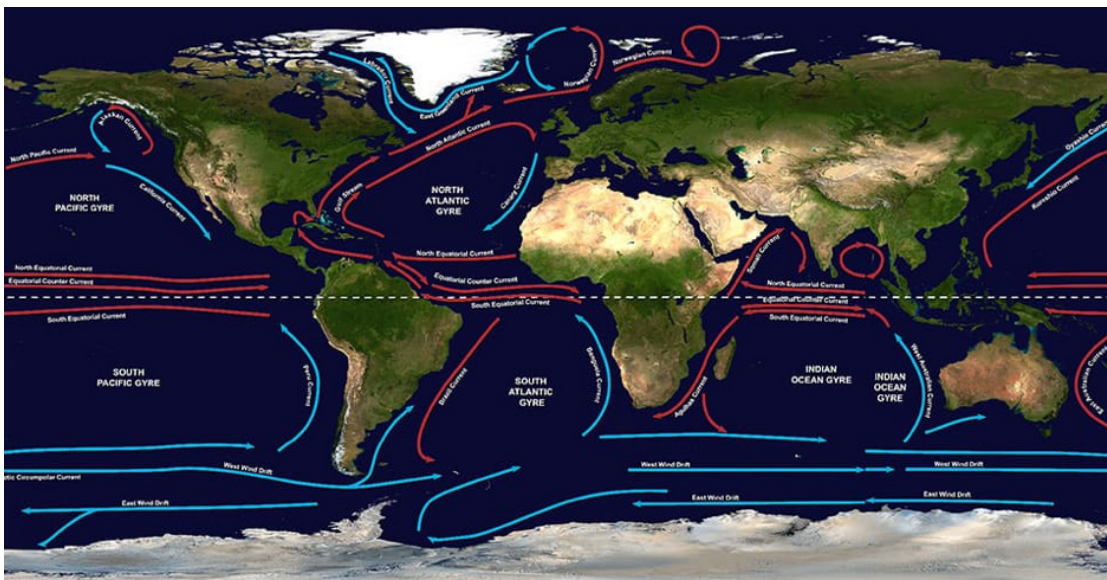 Labrador Current
East Greenland Current
Norwegian Current
Norwegian Current
Alaskan Current
North Pacific Current
California Current
NORTH
PACIFIC GYRE
Gulf Stream
North Atlantic Current
NORTH
ATLANTIC
GYRE
Canary Current
Oyashio Current
Kuroshio Current
North Equatorial Current
Equatorial Counter Current
South Equatorial Current
North Equatorial Current
Equatorial Counter Current
South Equatorial Current
Somali Current
North Equatorial Current
Equatorial Counter Current
South Equatorial Current
SOUTH
PACIFIC GYRE
Peru Current
Brazil Current
SOUTH
ATLANTIC
GYRE
Benguela Current
Agulhas Current
INDIAN
OCEAN GYRE
INDIAN
OCEAN
GYRE
West Australian Current
East Australian Current
West Wind Drift
ctic Circumpolar Current
East Wind Drift
West Wind Drift
West Wind Drift
East Wind Drift
East Wind Drift